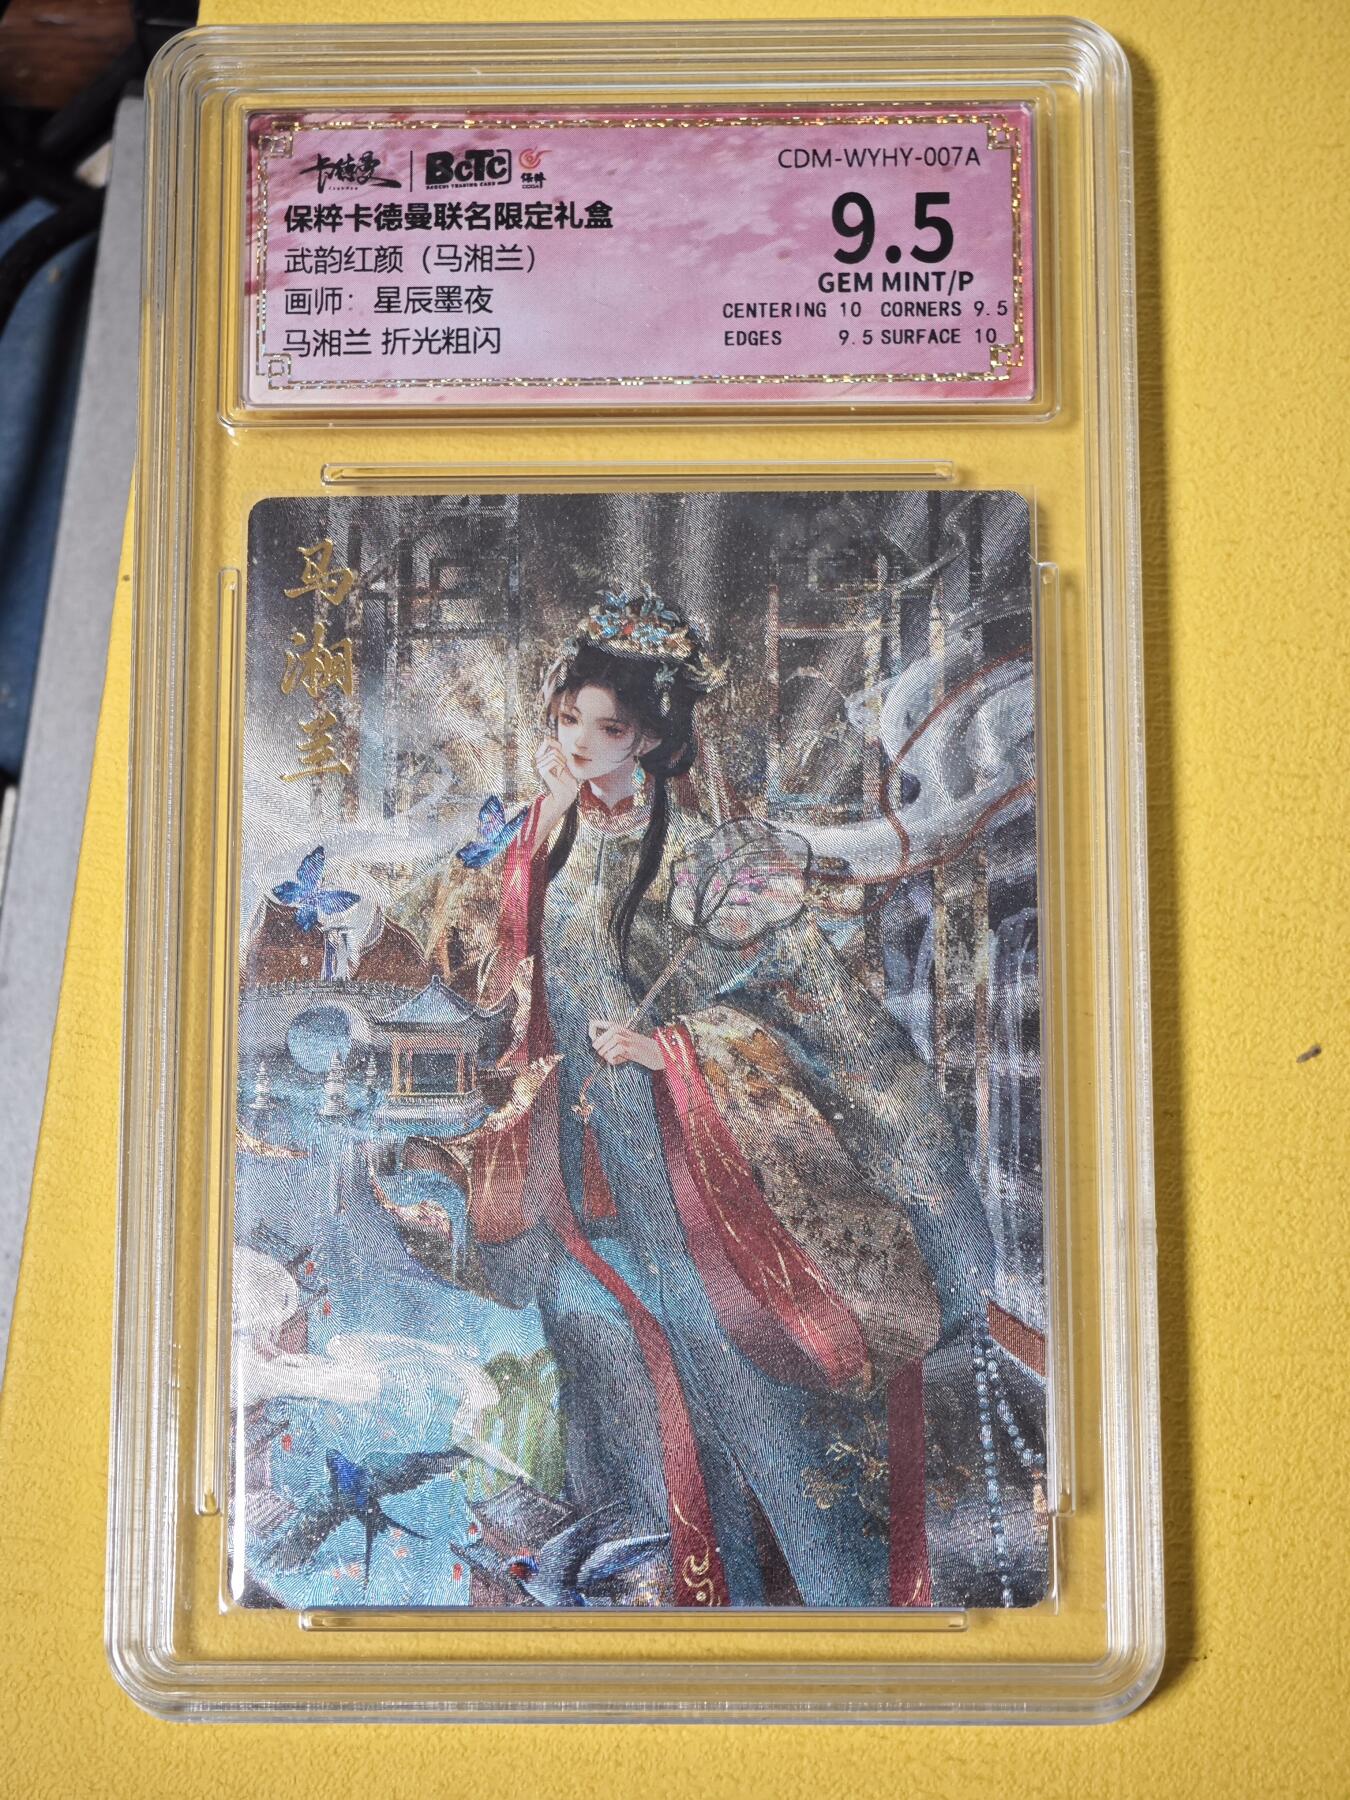 卡德曼 BCTC 保粹
BAOCUI TRADING CARD
CDM-WYHY-007A
保粹卡德曼联名限定礼盒
武韵红颜（马湘兰）
画师：星辰墨夜
马湘兰 折光粗闪
9.5
GEM MINT/P
CENTERING 10 CORNERS 9.5
EDGES 9.5 SURFACE 10
马湘兰